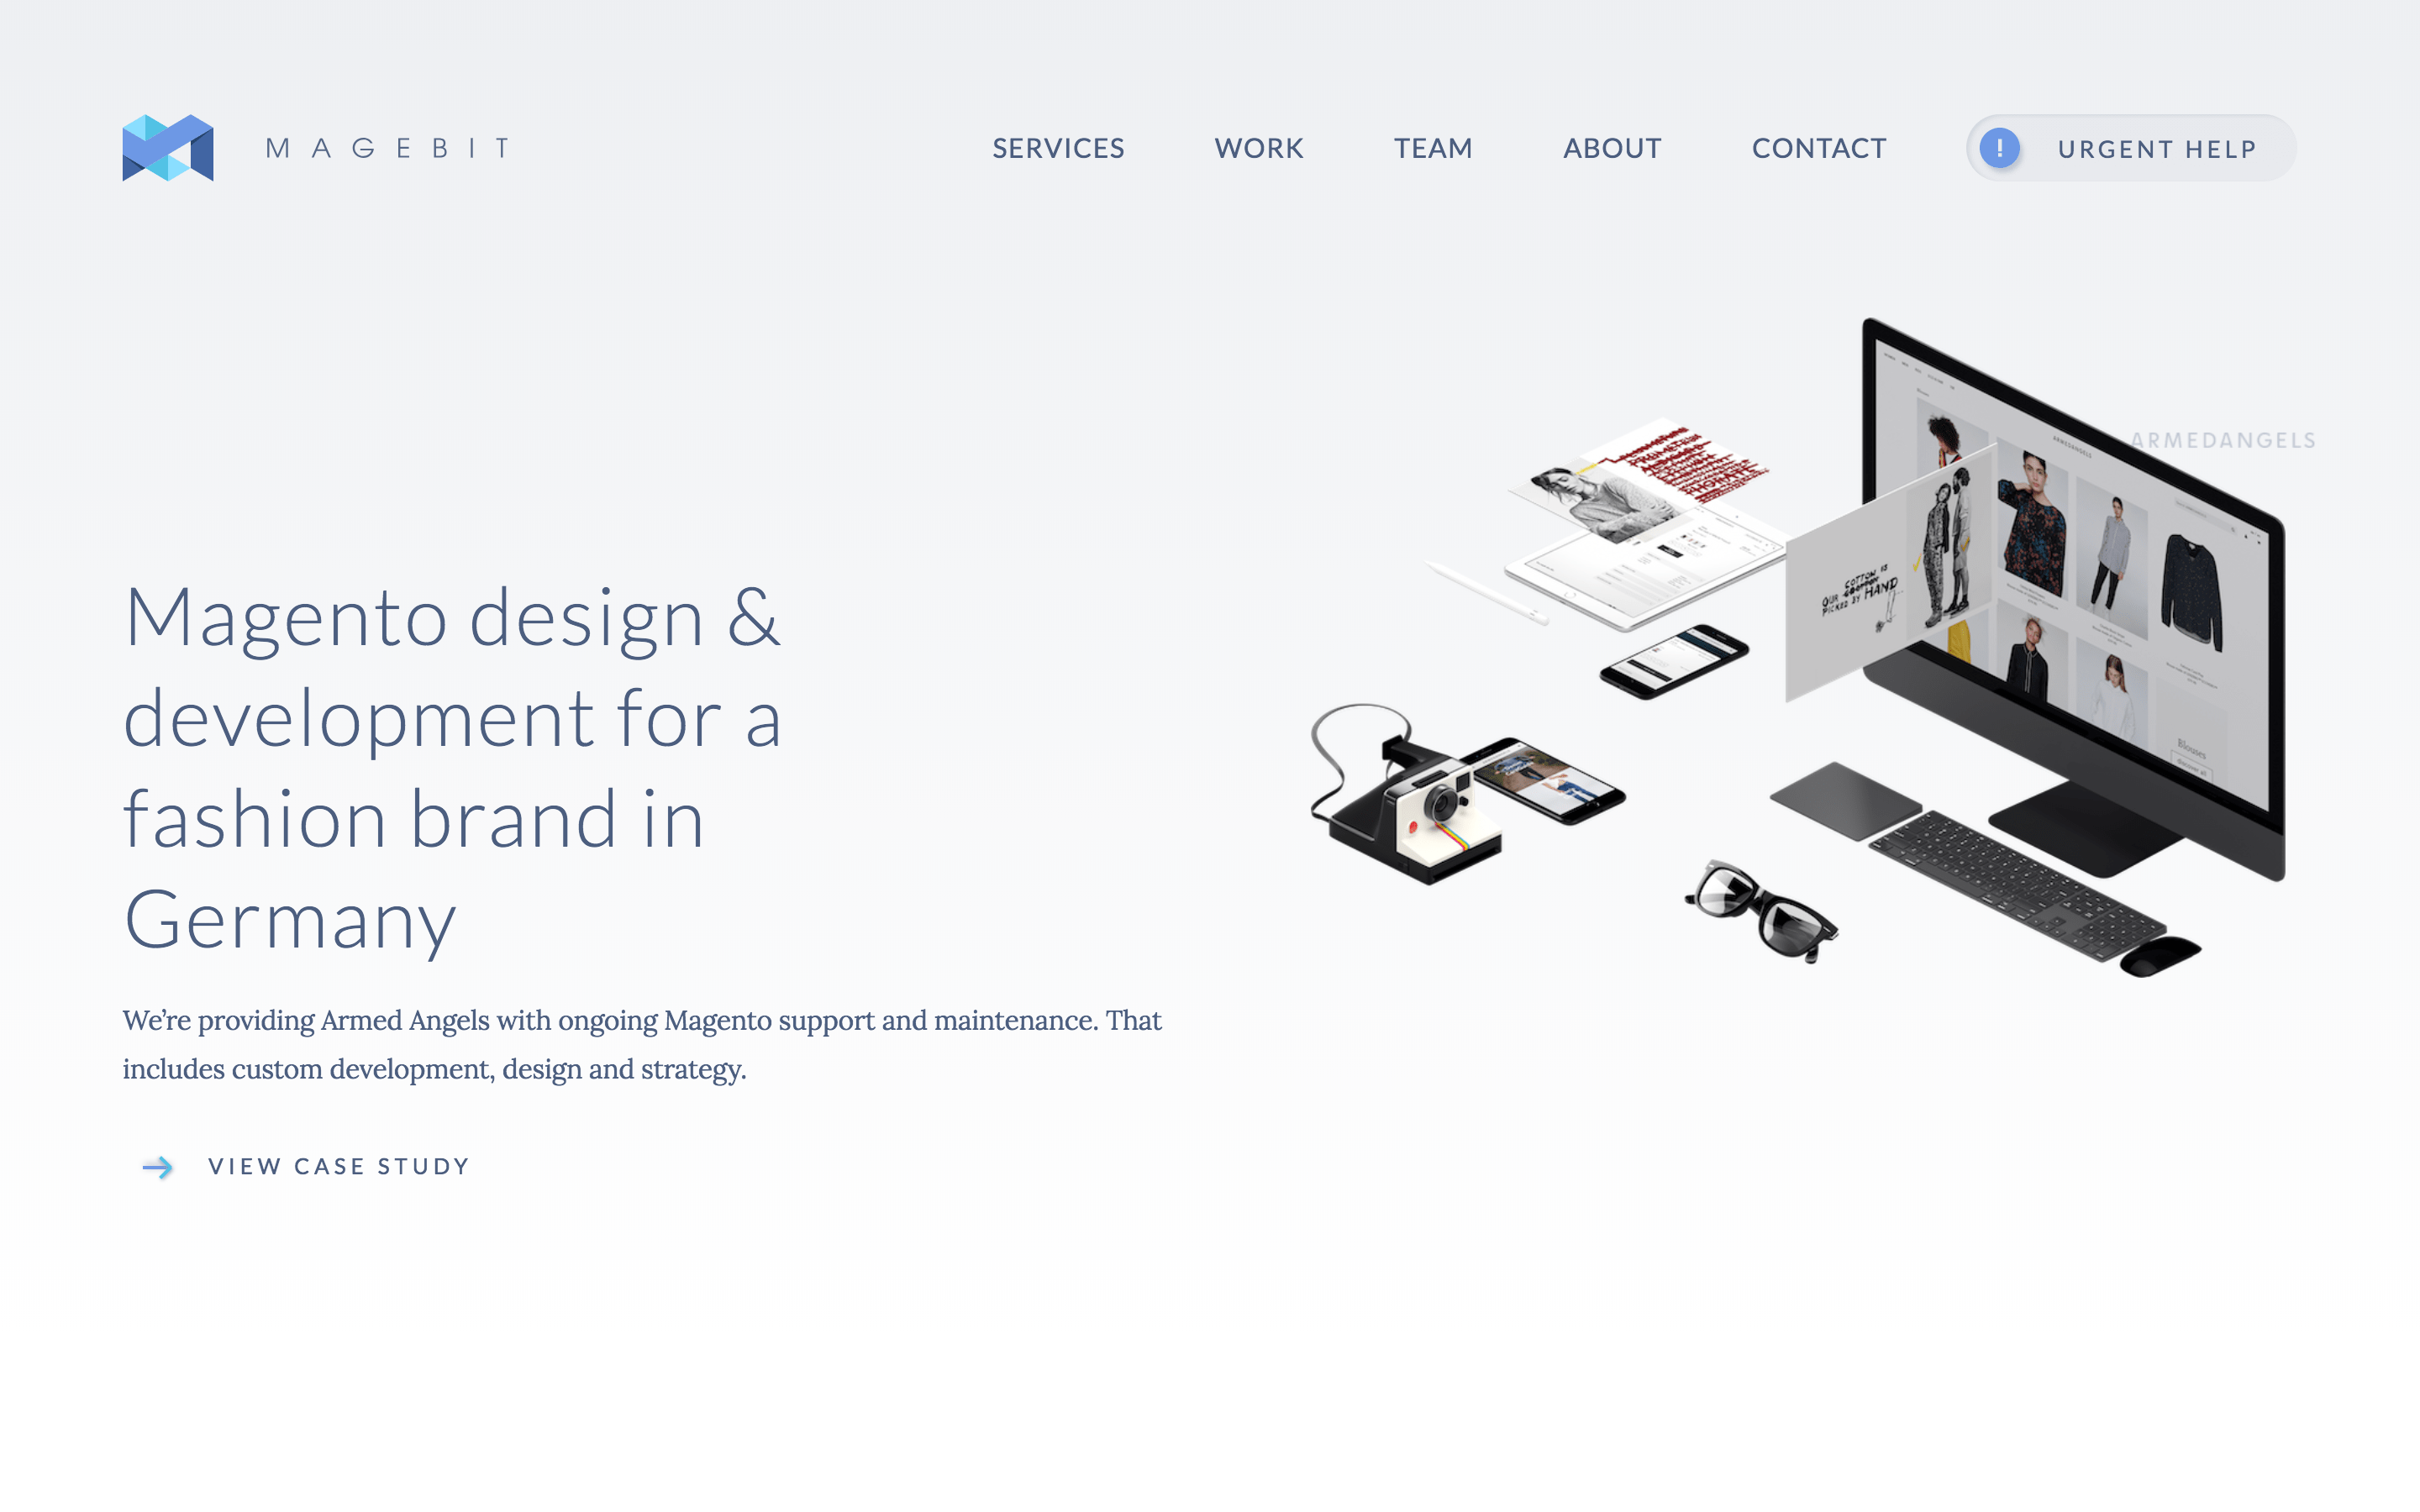 MAGEBIT
SERVICES WORK TEAM ABOUT CONTACT ! URGENT HELP
ARMEDANGELS
ARMEDANGELS
COTTON IS
OUR
PICKED BY HAND
Blouses
Magento design &
development for a
fashion brand in
Germany
We’re providing Armed Angels with ongoing Magento support and maintenance. That
includes custom development, design and strategy.
VIEW CASE STUDY